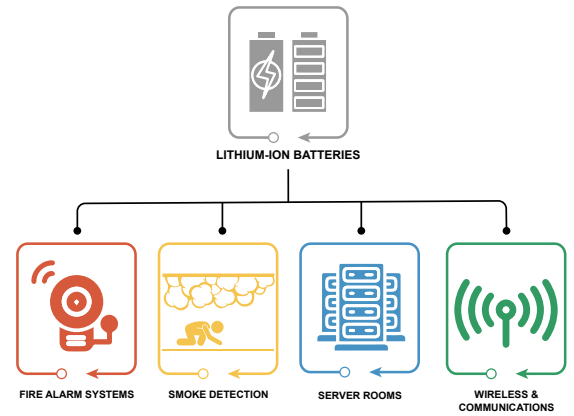 LITHIUM-ION BATTERIES
FIRE ALARM SYSTEMS
SMOKE DETECTION
SERVER ROOMS
WIRELESS &
COMMUNICATIONS